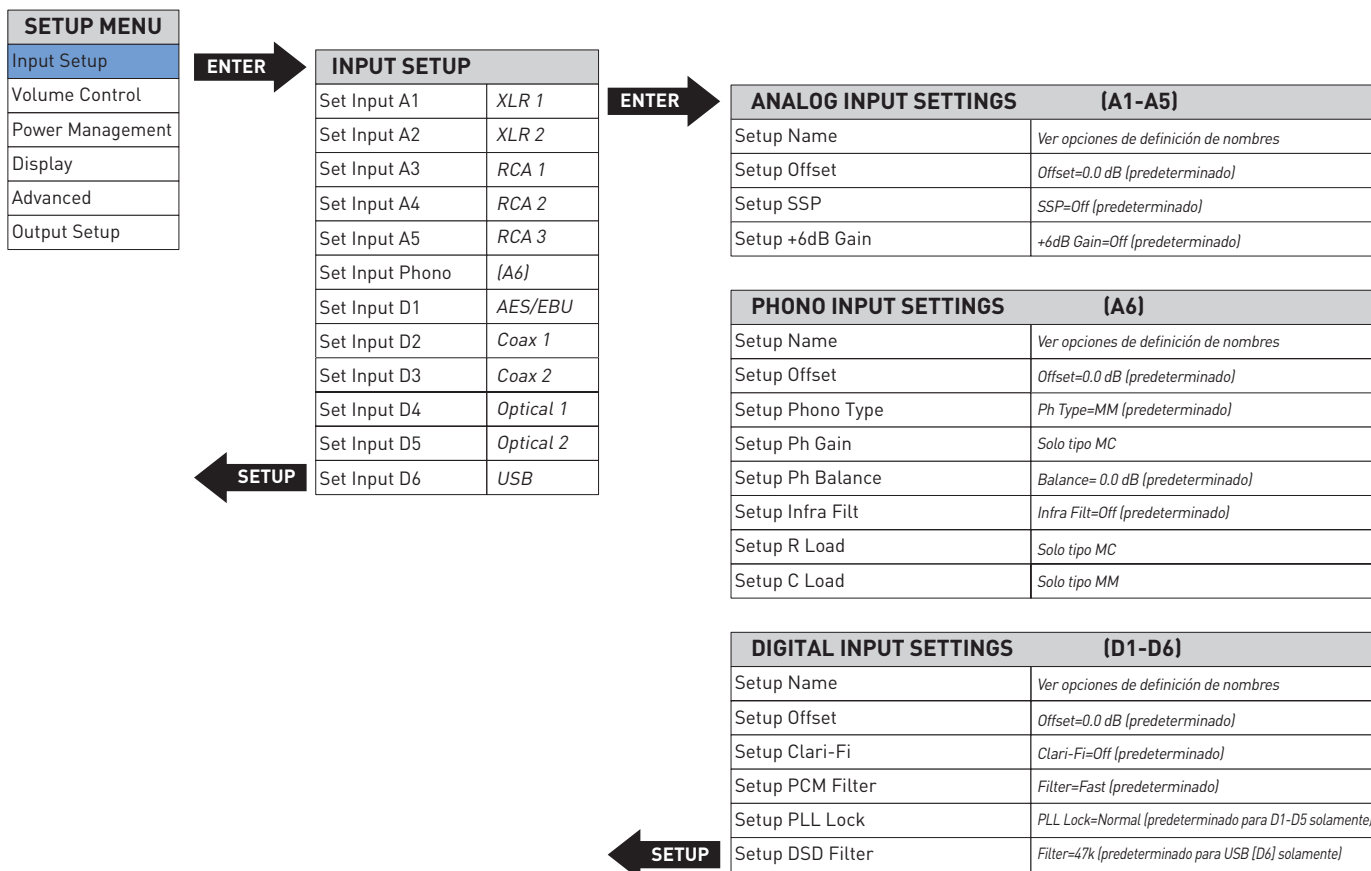 SETUP MENU
Input Setup
Volume Control
Power Management
Display
Advanced
Output Setup
ENTER
INPUT SETUP
Set Input A1 XLR 1
Set Input A2 XLR 2
Set Input A3 RCA 1
Set Input A4 RCA 2
Set Input A5 RCA 3
Set Input Phono (A6)
Set Input D1 AES/EBU
Set Input D2 Coax 1
Set Input D3 Coax 2
Set Input D4 Optical 1
Set Input D5 Optical 2
Set Input D6 USB
SETUP
ENTER
ANALOG INPUT SETTINGS (A1-A5)
Setup Name Ver opciones de definición de nombres
Setup Offset Offset=0.0 dB (predeterminado)
Setup SSP SSP=Off (predeterminado)
Setup +6dB Gain +6dB Gain=Off (predeterminado)
PHONO INPUT SETTINGS (A6)
Setup Name Ver opciones de definición de nombres
Setup Offset Offset=0.0 dB (predeterminado)
Setup Phono Type Ph Type=MM (predeterminado)
Setup Ph Gain Solo tipo MC
Setup Ph Balance Balance= 0.0 dB (predeterminado)
Setup Infra Filt Infra Filt=Off (predeterminado)
Setup R Load Solo tipo MC
Setup C Load Solo tipo MM
DIGITAL INPUT SETTINGS (D1-D6)
Setup Name Ver opciones de definición de nombres
Setup Offset Offset=0.0 dB (predeterminado)
Setup Clari-Fi Clari-Fi=Off (predeterminado)
Setup PCM Filter Filter=Fast (predeterminado)
Setup PLL Lock PLL Lock=Normal (predeterminado para D1-D5 solamente)
Setup DSD Filter Filter=47k (predeterminado para USB [D6] solamente)
SETUP